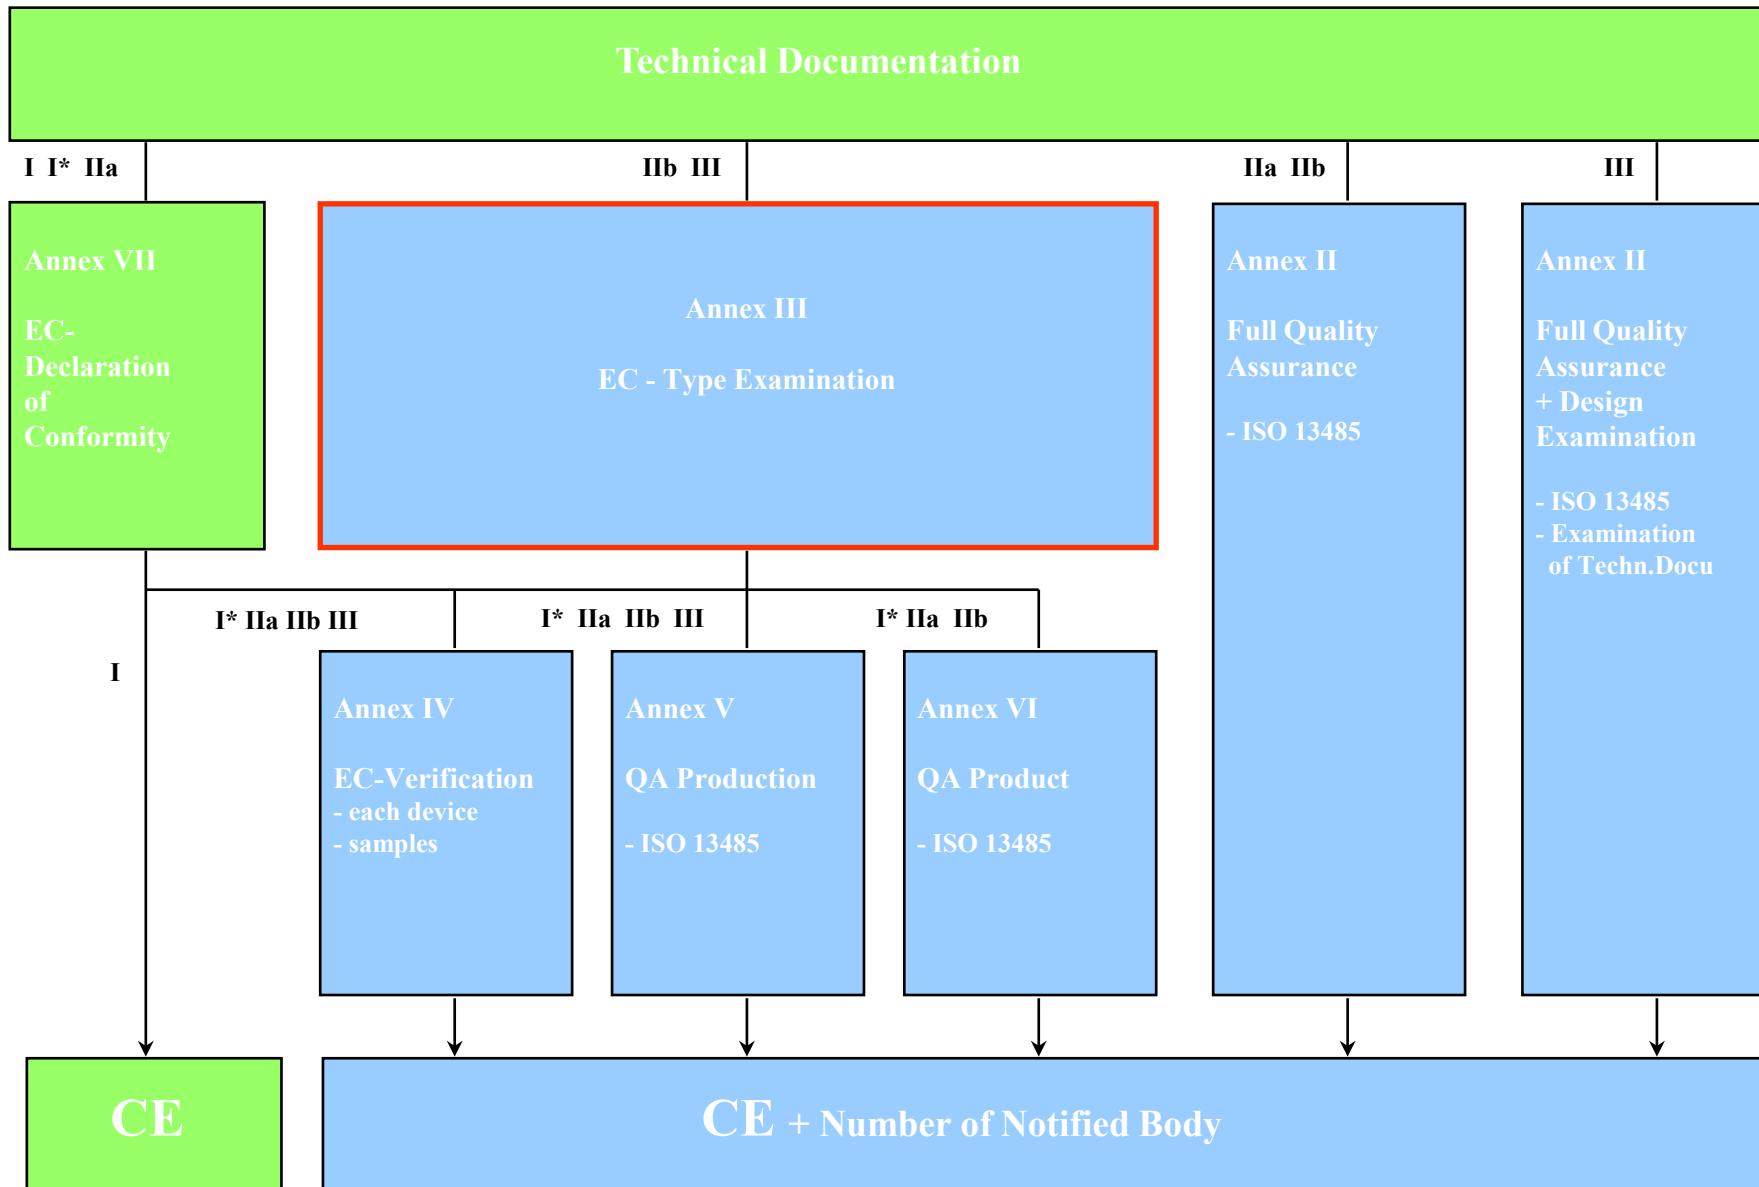 Technical Documentation
I I* IIa
IIb III
IIa IIb
III
Annex VII
EC-
Declaration
of
Conformity
Annex III
EC - Type Examination
Annex II
Full Quality
Assurance
- ISO 13485
Annex II
Full Quality
Assurance
+ Design
Examination
- ISO 13485
- Examination
of Techn.Docu
I* IIa IIb III
I* IIa IIb III
I* IIa IIb
I
Annex IV
EC-Verification
- each device
- samples
Annex V
QA Production
- ISO 13485
Annex VI
QA Product
- ISO 13485
CE
CE + Number of Notified Body